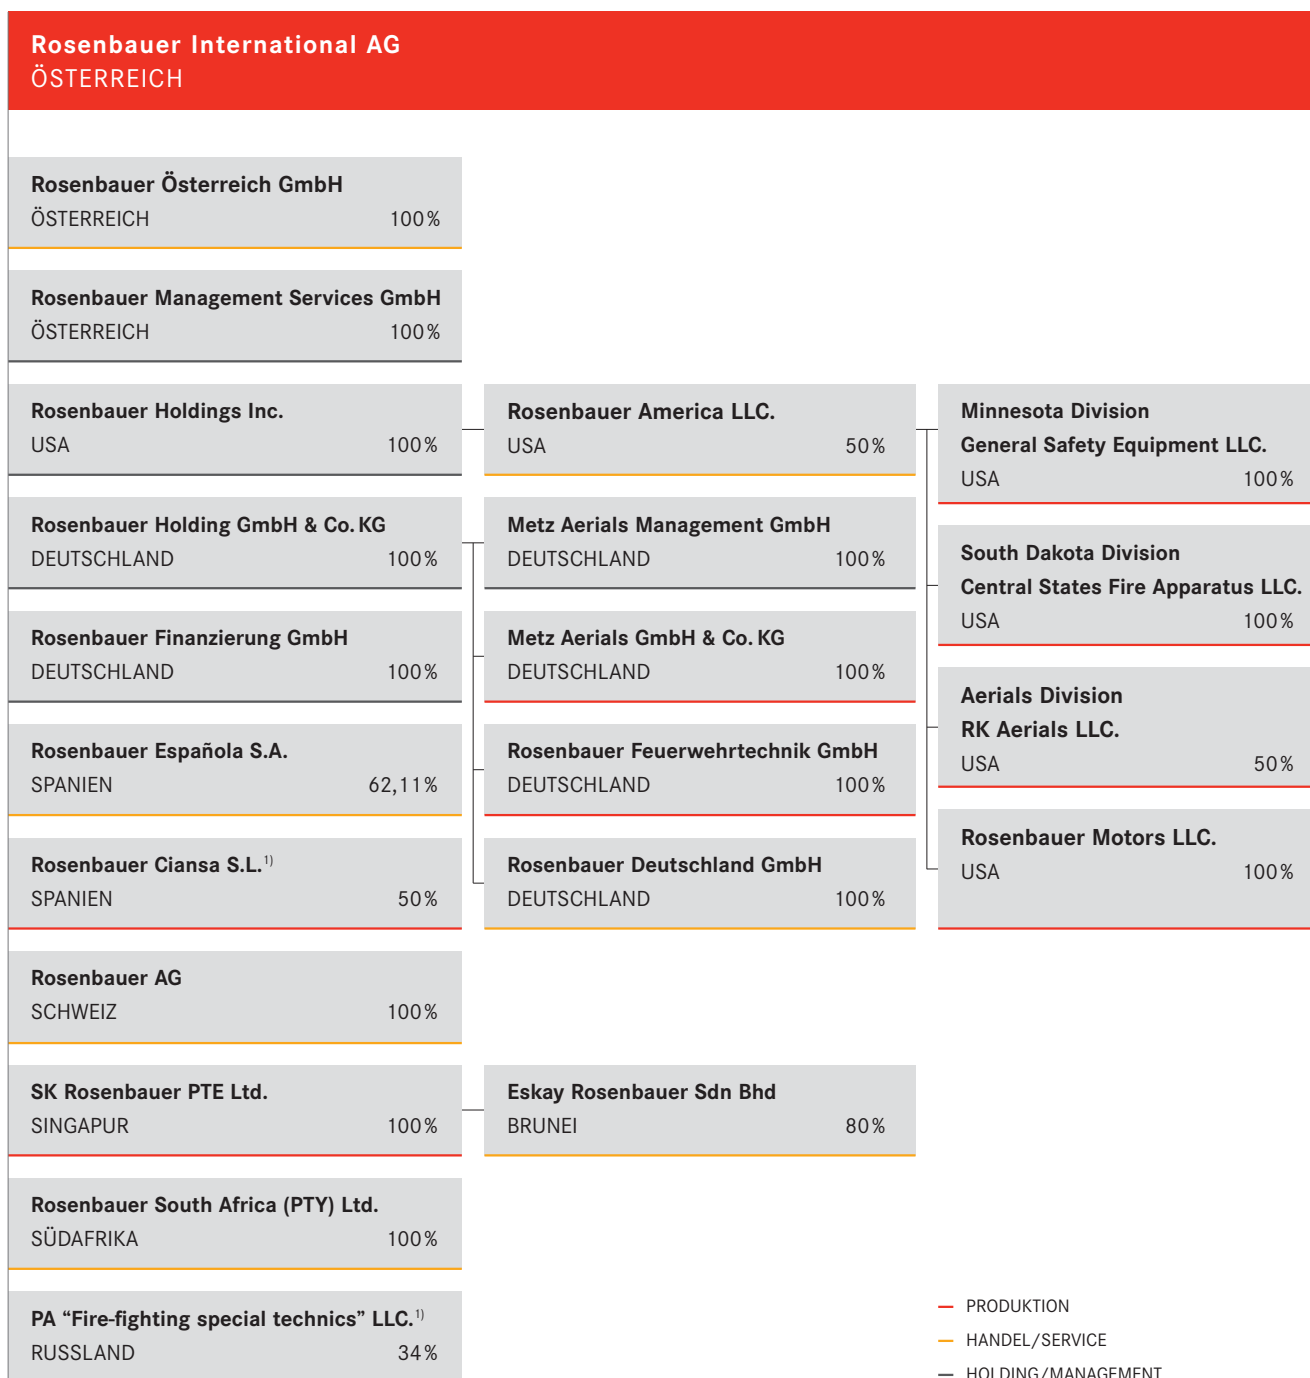 Rosenbauer International AG
ÖSTERREICH
Rosenbauer Österreich GmbH
ÖSTERREICH 100%
Rosenbauer Management Services GmbH
ÖSTERREICH 100%
Rosenbauer Holdings Inc.
USA 100%
Rosenbauer Holding GmbH & Co. KG
DEUTSCHLAND 100%
Rosenbauer Finanzierung GmbH
DEUTSCHLAND 100%
Rosenbauer Española S.A.
SPANIEN 62,11%
Rosenbauer Ciansa S.L.1)
SPANIEN 50%
Rosenbauer AG
SCHWEIZ 100%
SK Rosenbauer PTE Ltd.
SINGAPUR 100%
Rosenbauer South Africa (PTY) Ltd.
SÜDAFRIKA 100%
PA “Fire-fighting special technics” LLC.1)
RUSSLAND 34%
Rosenbauer America LLC.
USA 50%
Metz Aerials Management GmbH
DEUTSCHLAND 100%
Metz Aerials GmbH & Co. KG
DEUTSCHLAND 100%
Rosenbauer Feuerwehrtechnik GmbH
DEUTSCHLAND 100%
Rosenbauer Deutschland GmbH
DEUTSCHLAND 100%
Eskay Rosenbauer Sdn Bhd
BRUNEI 80%
Minnesota Division
General Safety Equipment LLC.
USA 100%
South Dakota Division
Central States Fire Apparatus LLC.
USA 100%
Aerials Division
RK Aerials LLC.
USA 50%
Rosenbauer Motors LLC.
USA 100%
PRODUKTION
HANDEL/SERVICE
HOLDING/MANAGEMENT